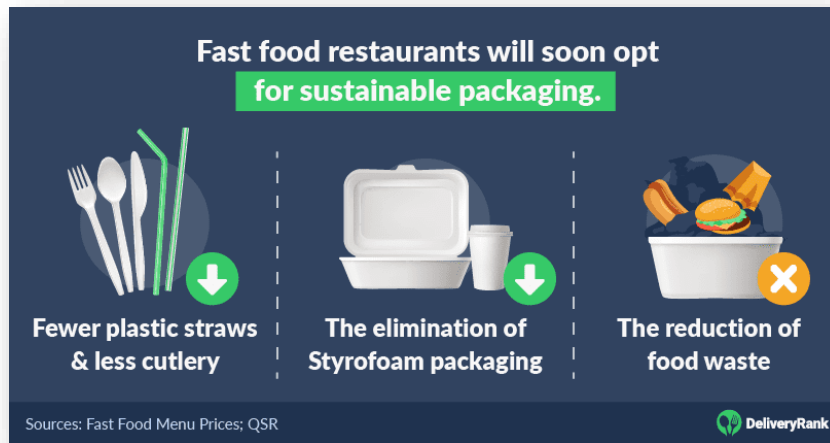 Fast food restaurants will soon opt
for sustainable packaging.
Fewer plastic straws
& less cutlery
The elimination of
Styrofoam packaging
The reduction of
food waste
Sources: Fast Food Menu Prices; QSR
DeliveryRank